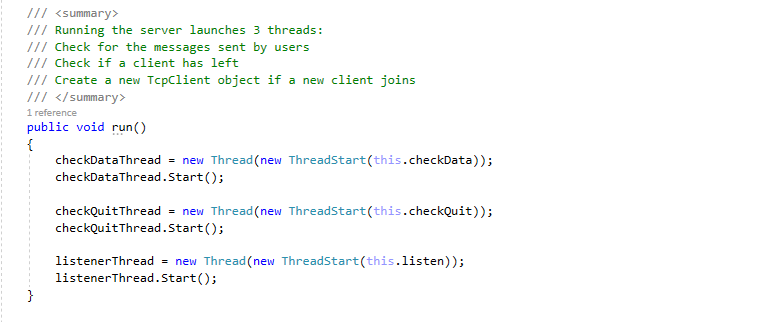 /// <summary>
/// Running the server launches 3 threads:
/// Check for the messages sent by users
/// Check if a client has left
/// Create a new TcpClient object if a new client joins
/// </summary>
1 reference
public void run()
{
    checkDataThread = new Thread(new ThreadStart(this.checkData));
    checkDataThread.Start();

    checkQuitThread = new Thread(new ThreadStart(this.checkQuit));
    checkQuitThread.Start();

    listenerThread = new Thread(new ThreadStart(this.listen));
    listenerThread.Start();
}